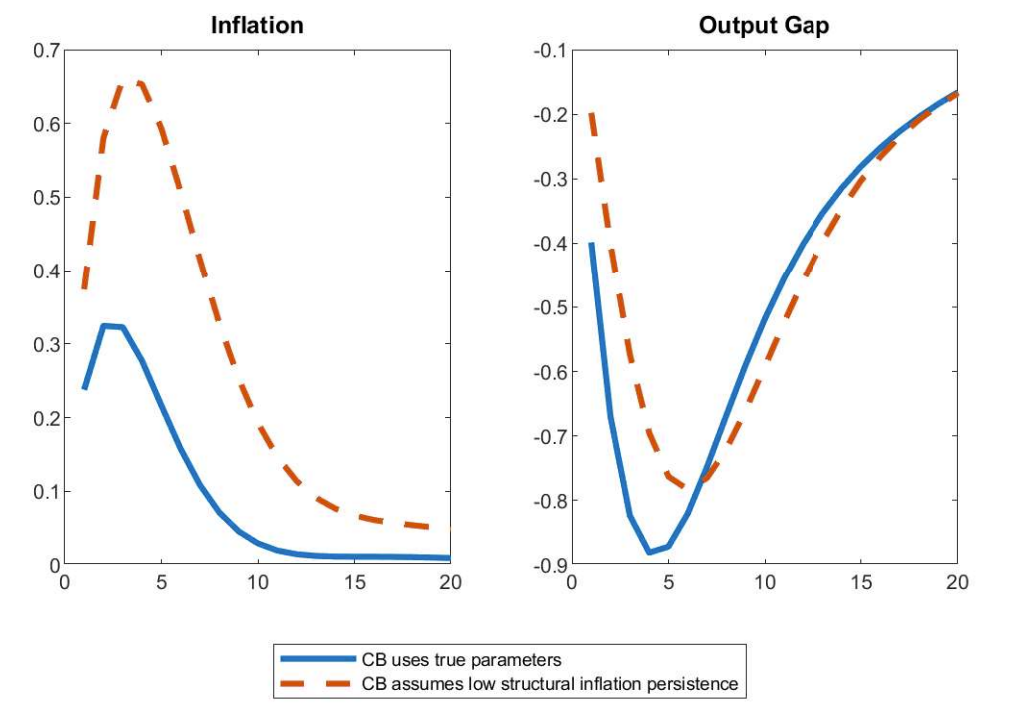 Inflation
0.7
0.6
0.5
0.4
0.3
0.2
0.1
0
0 5 10 15 20
Output Gap
-0.1
-0.2
-0.3
-0.4
-0.5
-0.6
-0.7
-0.8
-0.9
0 5 10 15 20
CB uses true parameters
CB assumes low structural inflation persistence